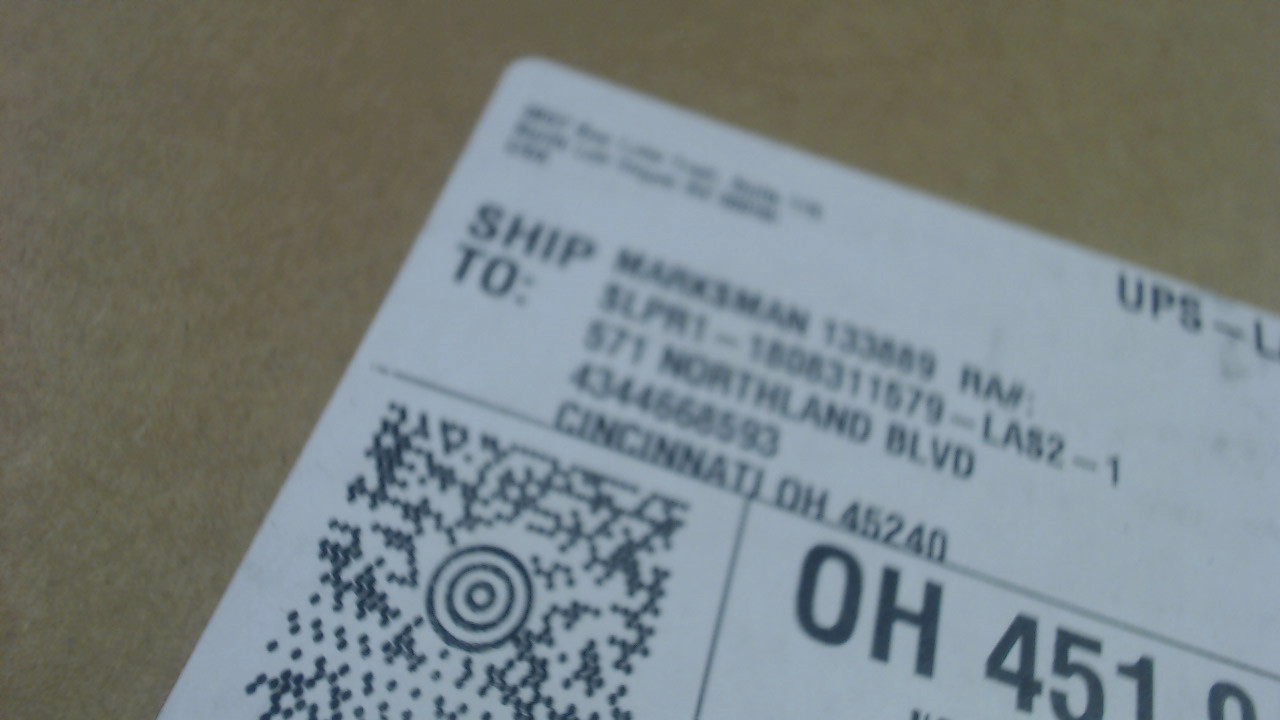 SHIP
TO:
MARKSMAN 133889 RA#:
SLPR1-1808311579-LAS2-1
571 NORTHLAND BLVD
4344668593
CINCINNATI OH 45240
UPS
OH 451